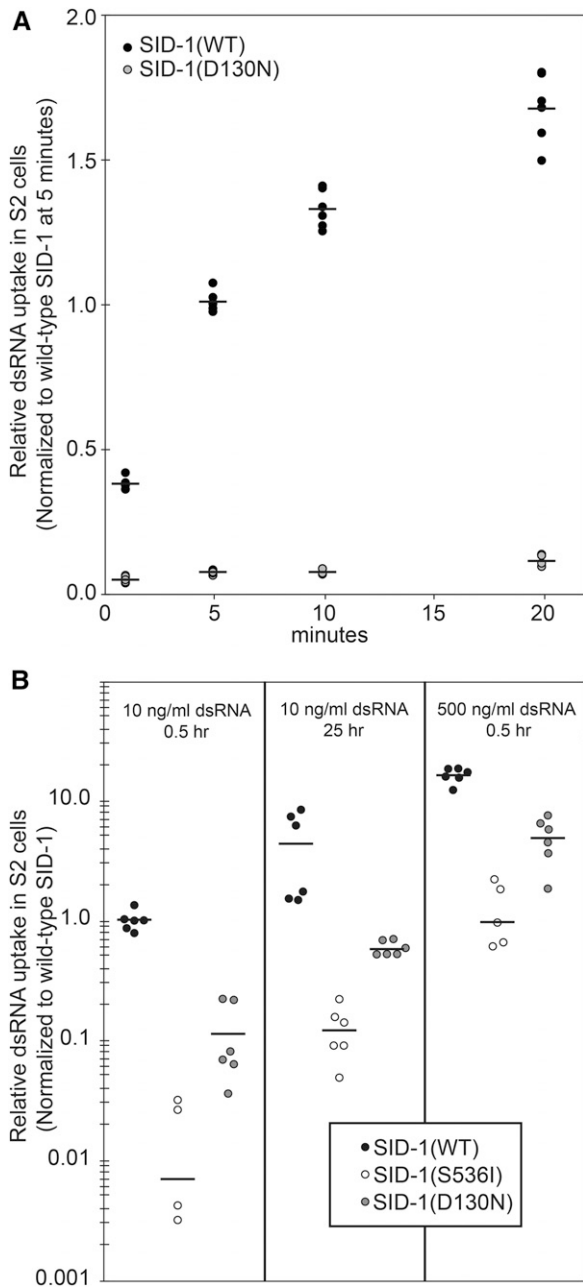 A
SID-1(WT)
SID-1(D130N)
Relative dsRNA uptake in S2 cells
(Normalized to wild-type SID-1 at 5 minutes)
2.0
1.5
1.0
0.5
0.0
0
5
10
15
20
minutes
B
Relative dsRNA uptake in S2 cells
(Normalized to wild-type SID-1)
10 ng/ml dsRNA
0.5 hr
10 ng/ml dsRNA
25 hr
500 ng/ml dsRNA
0.5 hr
10.0
1.0
0.1
0.01
0.001
SID-1(WT)
SID-1(S536I)
SID-1(D130N)